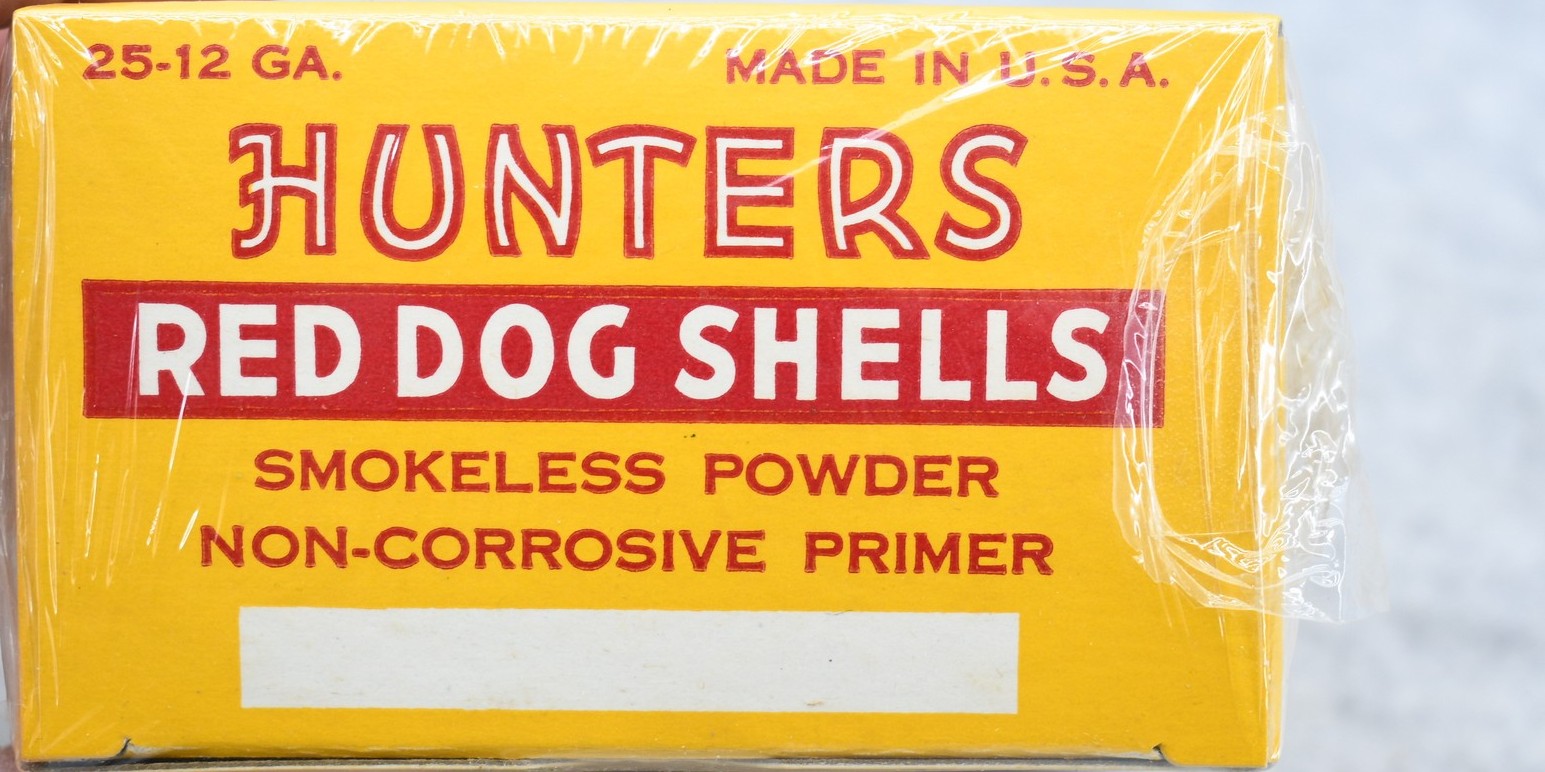 25-12 GA. MADE IN U.S.A.
HUNTERS
RED DOG SHELLS
SMOKELESS POWDER
NON-CORROSIVE PRIMER